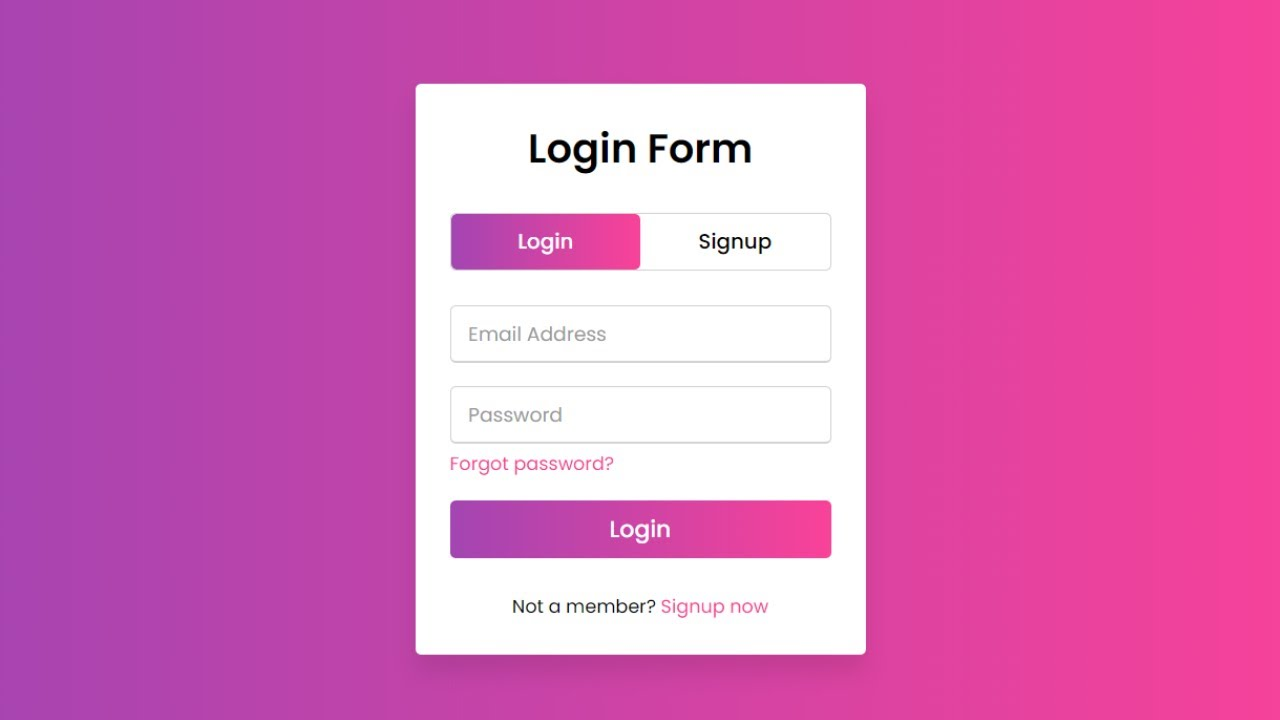 Login Form
Login Signup
Email Address
Password
Forgot password?
Login
Not a member? Signup now